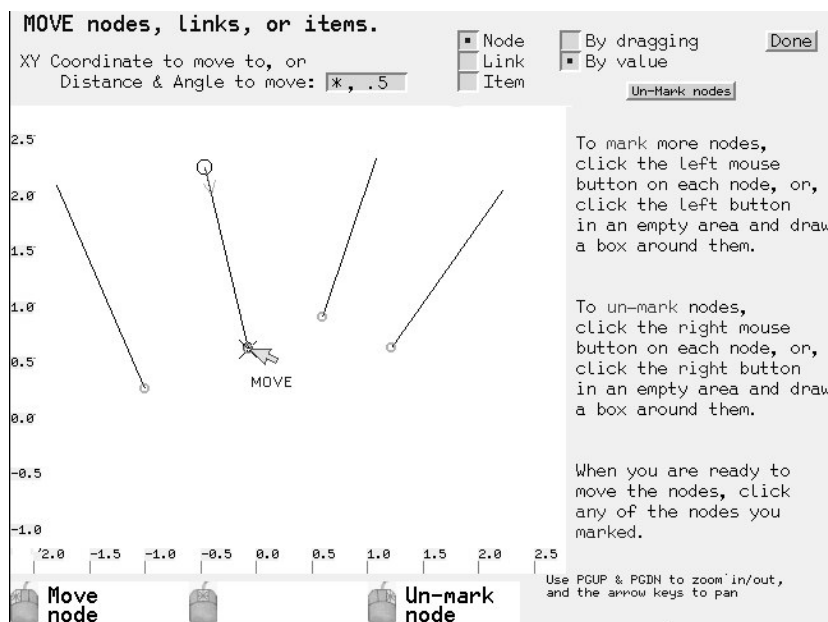 MOVE nodes, links, or items.
XY Coordinate to move to, or
Distance & Angle to move: *, .5
Node
Link
Item
By dragging
By value
Done
Un-Mark nodes
2.5
2.0
1.5
1.0
0.5
0.0
-0.5
-1.0
MOVE
-2.0 -1.5 -1.0 -0.5 0.0 0.5 1.0 1.5 2.0 2.5
To mark more nodes,
click the left mouse
button on each node, or,
click the left button
in an empty area and draw
a box around them.
To un-mark nodes,
click the right mouse
button on each node, or,
click the right button
in an empty area and draw
a box around them.
When you are ready to
move the nodes, click
any of the nodes you
marked.
Use PGUP & PGDN to zoom in/out,
and the arrow keys to pan
Move
node
Un-mark
node